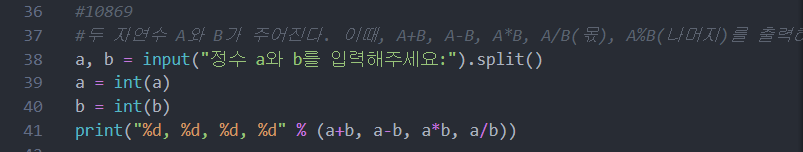 36 #10869
37 #두 자연수 A와 B가 주어진다. 이때, A+B, A-B, A*B, A/B(몫), A%B(나머지)를 출력하
38 a, b = input("정수 a와 b를 입력해주세요:").split()
39 a = int(a)
40 b = int(b)
41 print("%d, %d, %d, %d" % (a+b, a-b, a*b, a/b))